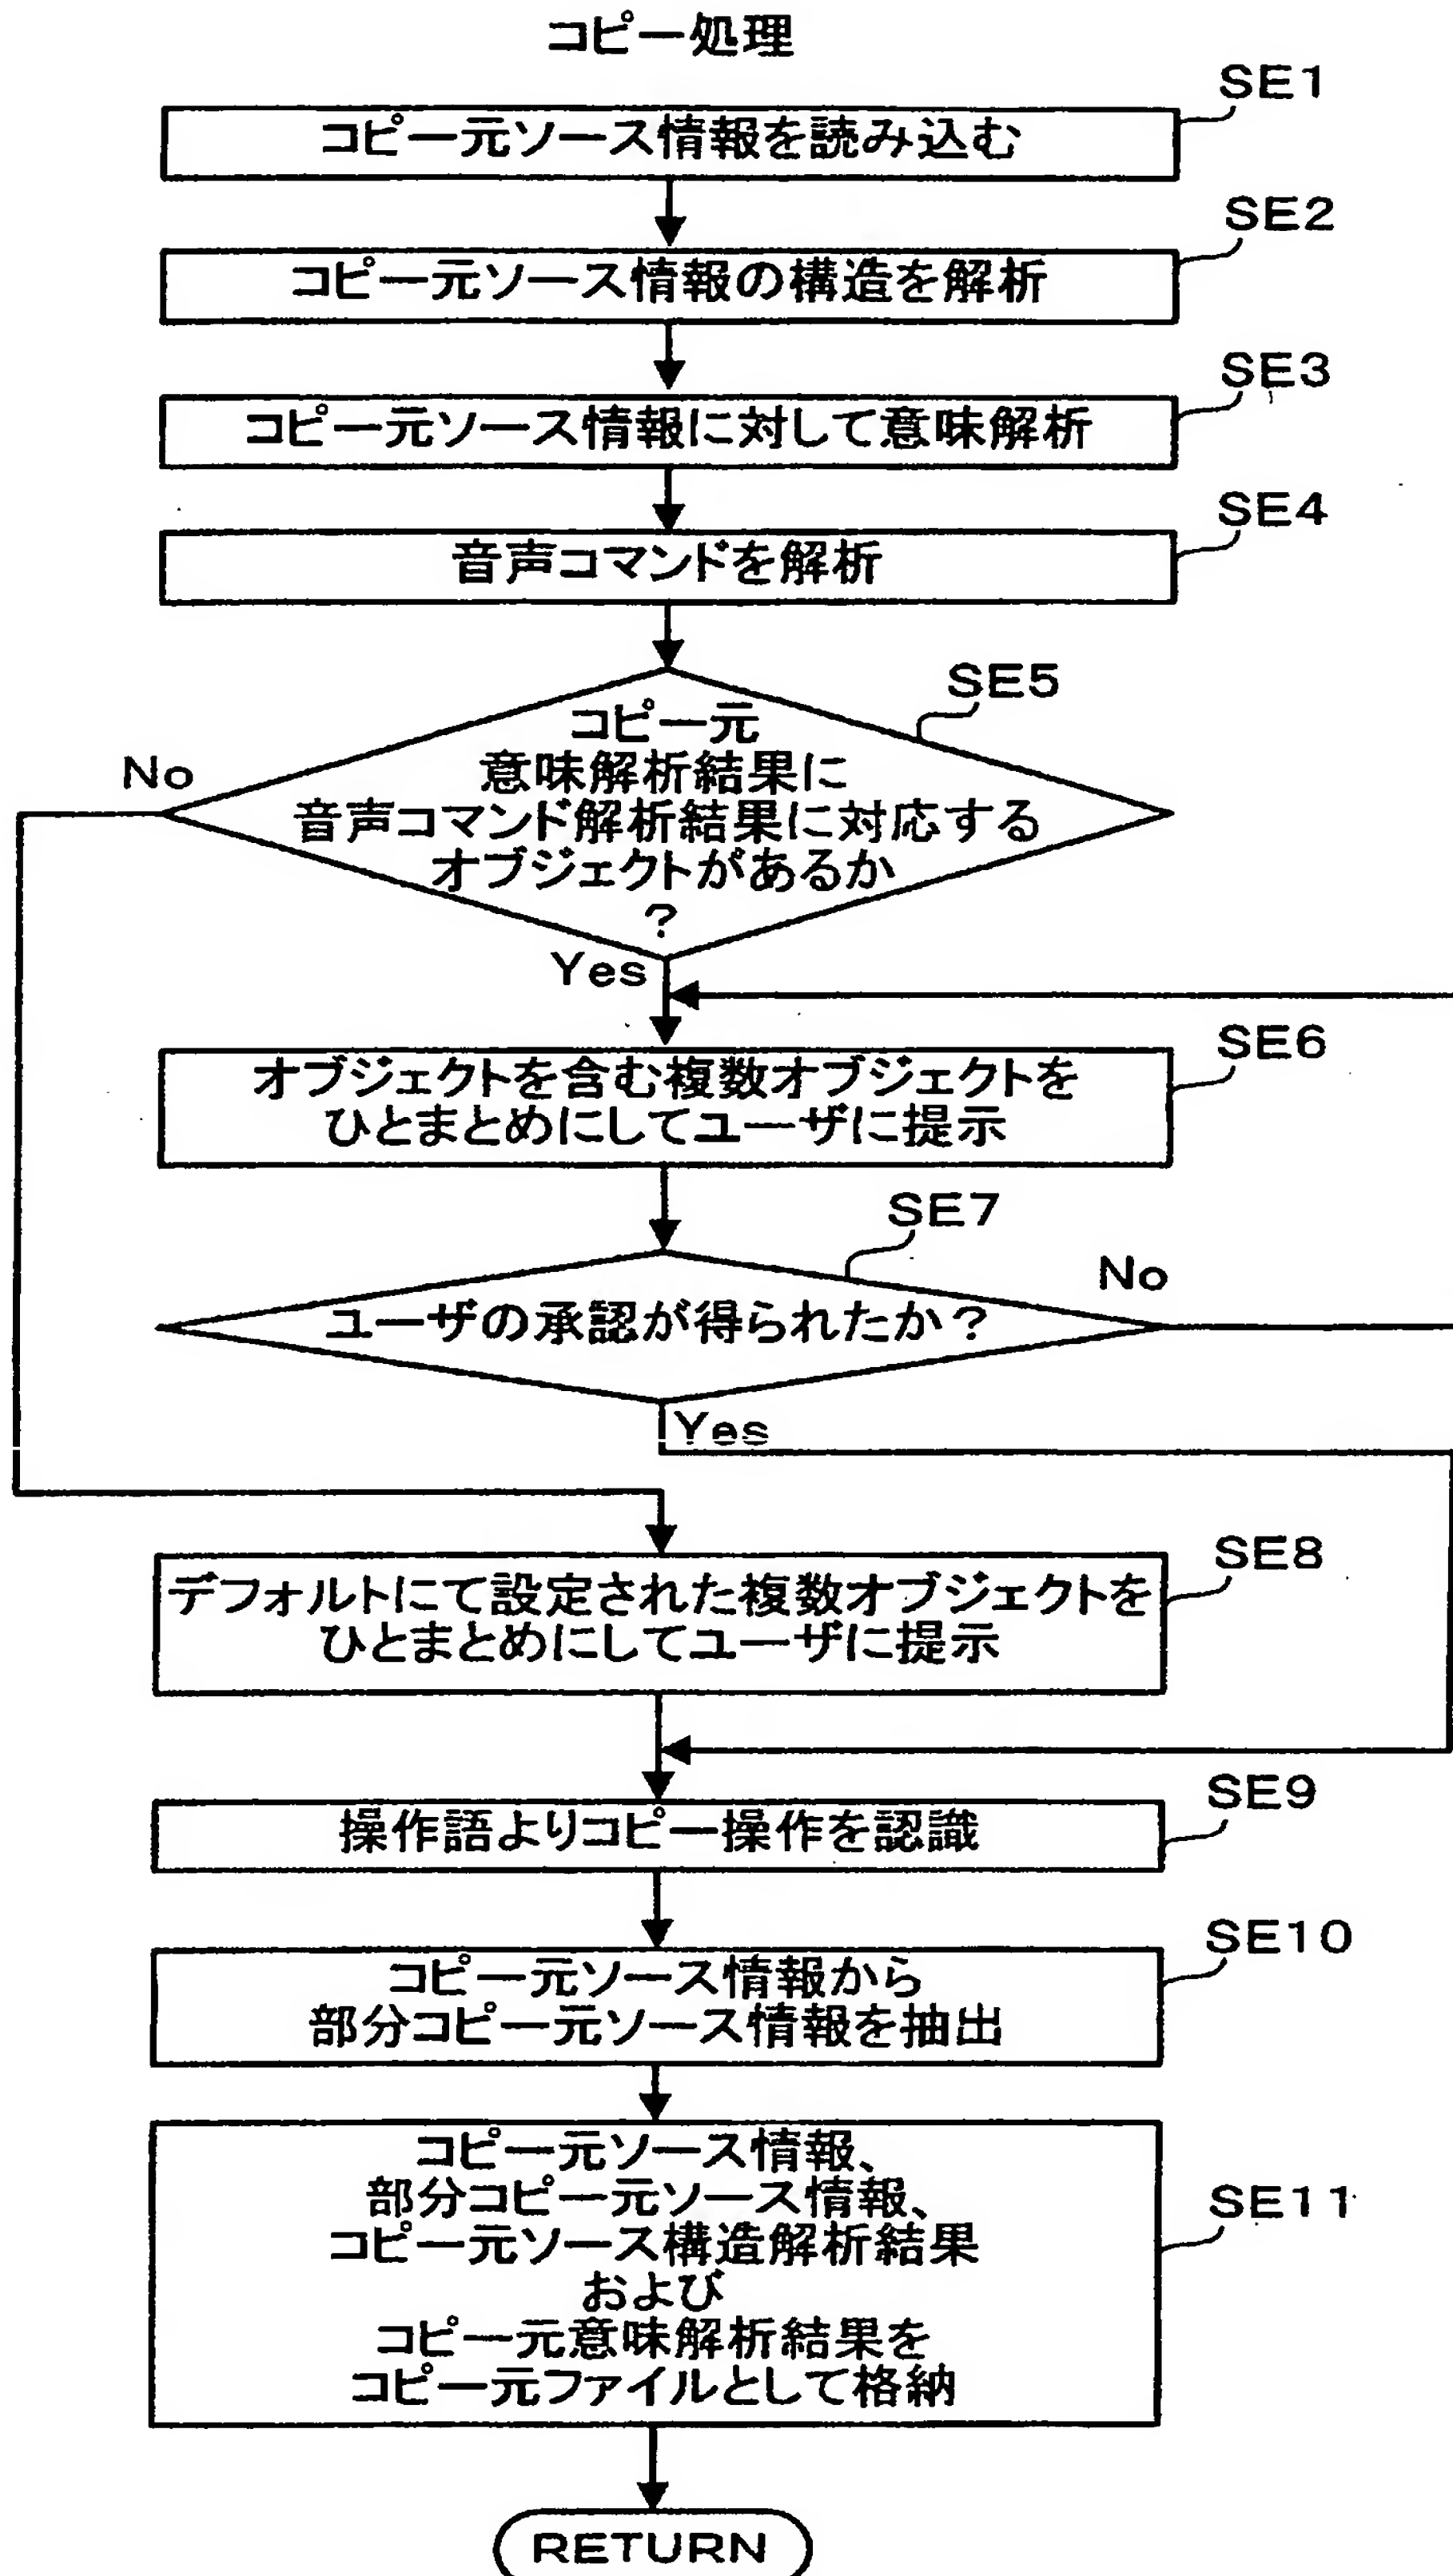 コピー処理
SE1
コピー元ソース情報を読み込む
SE2
コピー元ソース情報の構造を解析
SE3
コピー元ソース情報に対して意味解析
SE4
音声コマンドを解析
SE5
コピー元
意味解析結果に
音声コマンド解析結果に対応する
オブジェクトがあるか
?
No
Yes
SE6
オブジェクトを含む複数オブジェクトを
ひとまとめにしてユーザに提示
SE7
ユーザの承認が得られたか?
No
Yes
SE8
デフォルトにて設定された複数オブジェクトを
ひとまとめにしてユーザに提示
SE9
操作語よりコピー操作を認識
SE10
コピー元ソース情報から
部分コピー元ソース情報を抽出
SE11
コピー元ソース情報、
部分コピー元ソース情報、
コピー元ソース構造解析結果
および
コピー元意味解析結果を
コピー元ファイルとして格納
RETURN